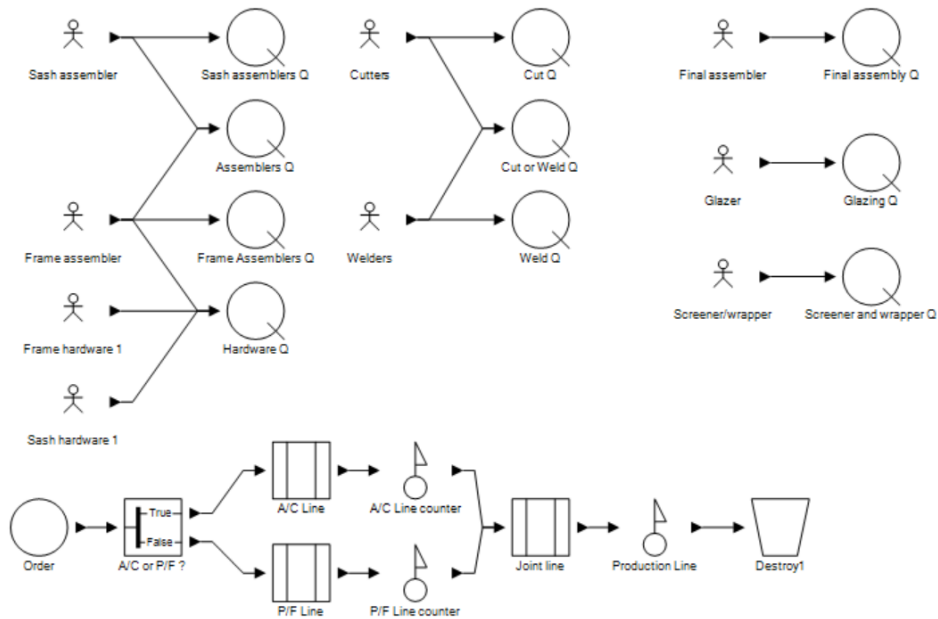 Sash assembler
Sash assemblers Q
Cutters
Cut Q
Final assembler
Final assembly Q
Assemblers Q
Cut or Weld Q
Glazer
Glazing Q
Frame assembler
Frame Assemblers Q
Welders
Weld Q
Screener/wrapper
Screener and wrapper Q
Frame hardware 1
Hardware Q
Sash hardware 1
A/C Line
A/C Line counter
True
False
Order
A/C or P/F ?
Joint line
Production Line
Destroy1
P/F Line
P/F Line counter